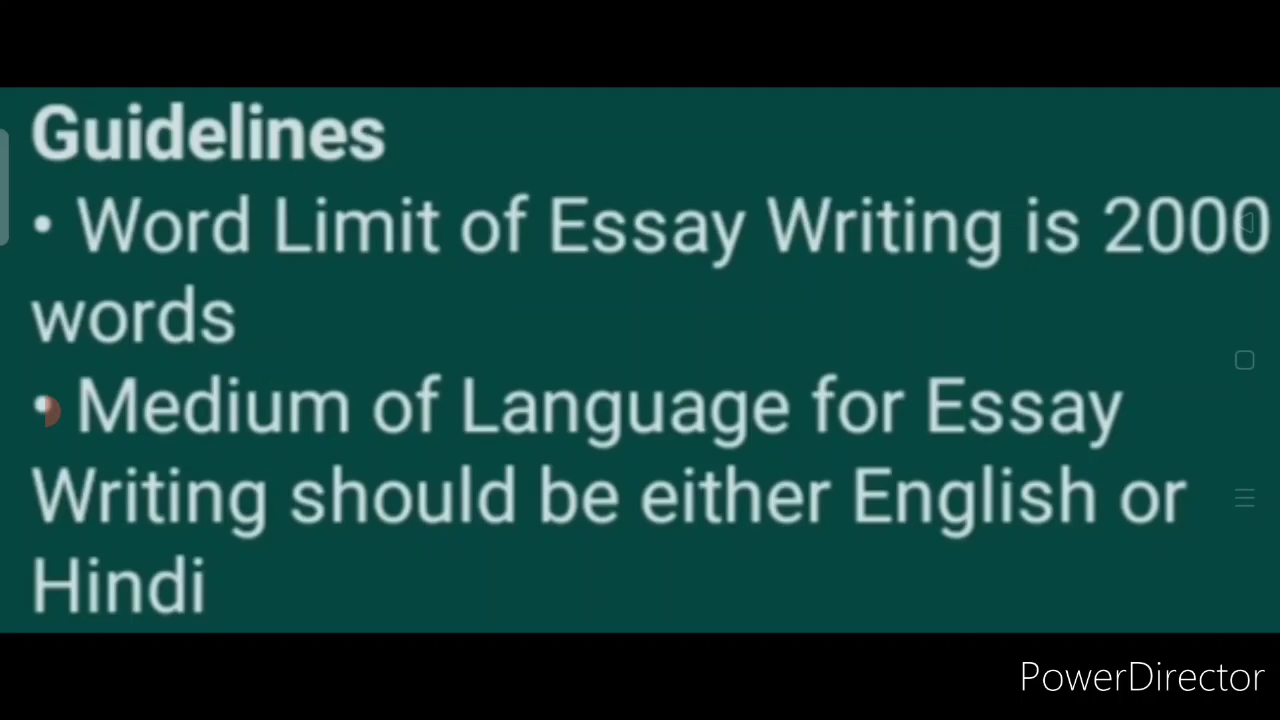 Guidelines
• Word Limit of Essay Writing is 2000
words
• Medium of Language for Essay
Writing should be either English or
Hindi
PowerDirector